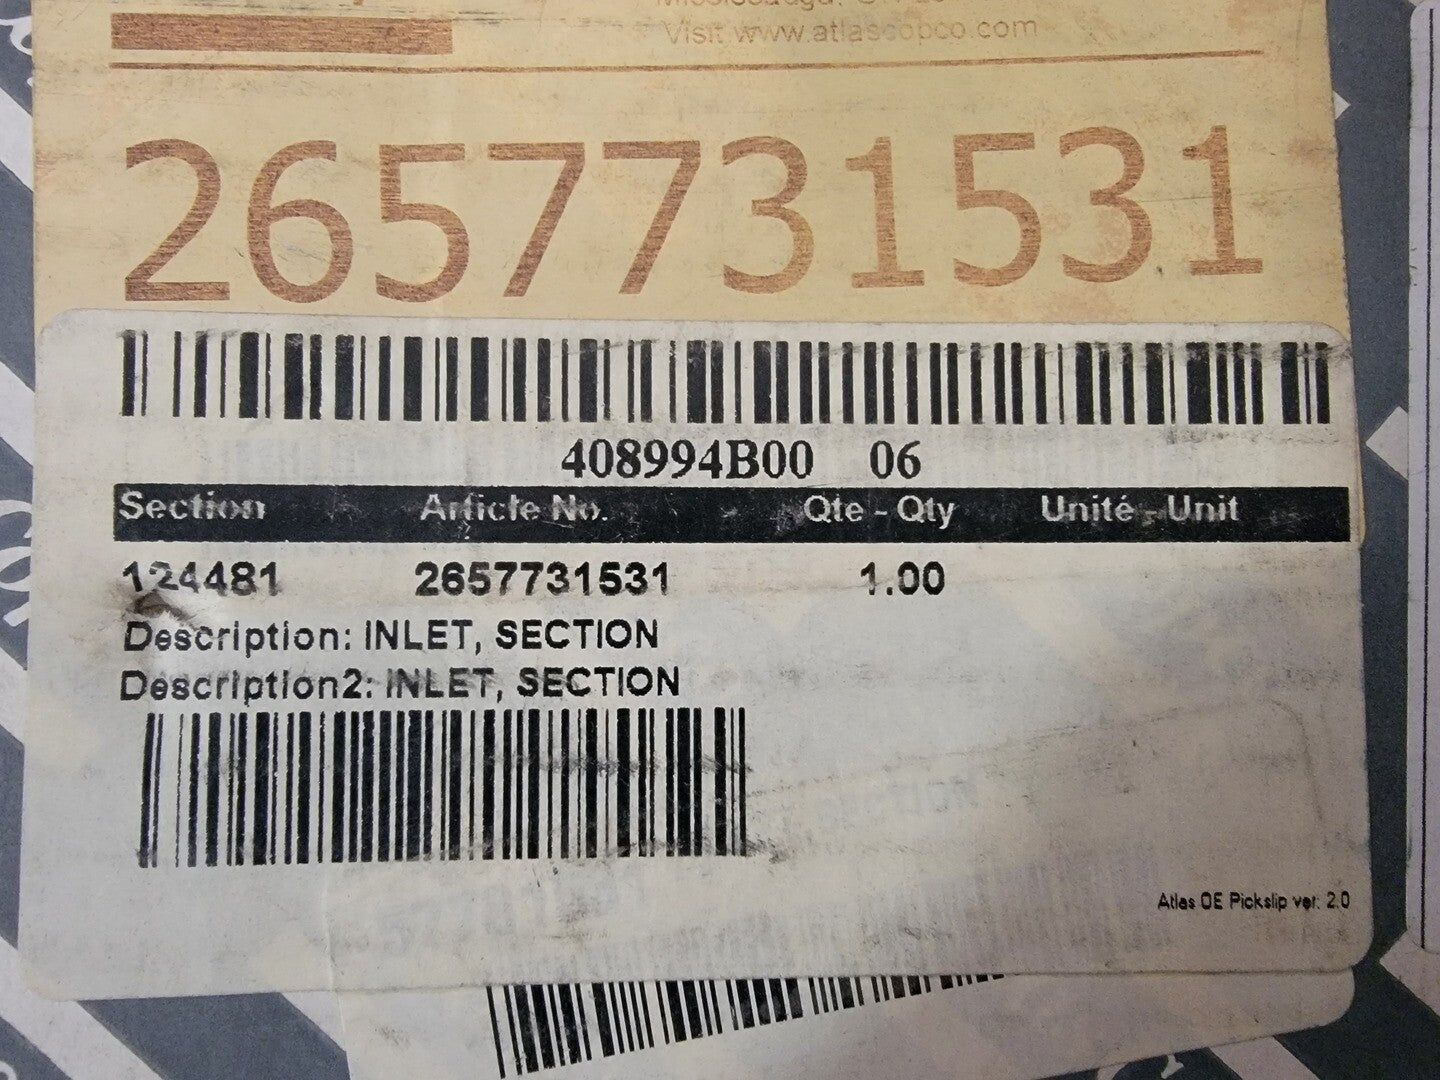 Visit www.atlascopco.com
2657731531
408994B00 06
Section Article No. Qte - Qty Unité - Unit
124481 2657731531 1.00
Description: INLET, SECTION
Description2: INLET, SECTION
Atlas OE Pickslip ver: 2.0